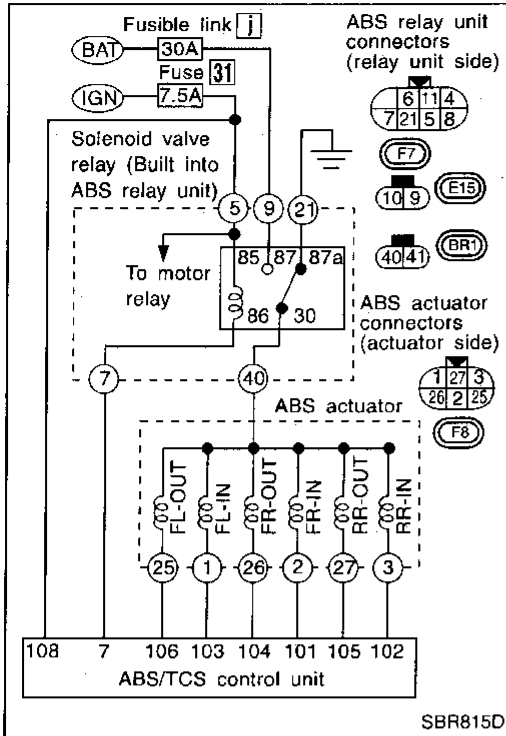 Fusible link j
BAT 30A
Fuse 31
IGN 7.5A
Solenoid valve
relay (Built into
ABS relay unit)
5 9 21
85 87 87a
To motor
relay
86 30
7 40
ABS actuator
FL-OUT
FL-IN
FR-OUT
FR-IN
RR-OUT
RR-IN
25 1 26 2 27 3
108 7 106 103 104 101 105 102
ABS/TCS control unit
ABS relay unit
connectors
(relay unit side)
6 11 4
7 21 5 8
F7
10 9
E15
40 41
BR1
ABS actuator
connectors
(actuator side)
1 27 3
26 2 25
F8
SBR815D